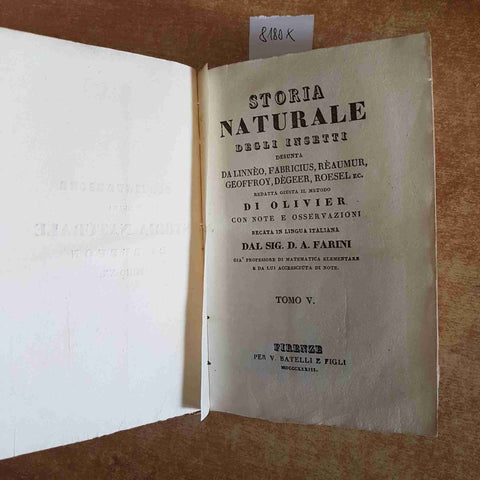 8180 X
STORIA
NATURALE
DEGLI INSETTI
DESUNTA
DA LINNÈO, FABRICIUS, RÈAUMUR,
GEOFFROY, DÈGEER, ROESEL EC.
REDATTA GIUSTA IL METODO
DI OLIVIER
CON NOTE E OSSERVAZIONI
RECATA IN LINGUA ITALIANA
DAL SIG. D. A. FARINI
GIA' PROFESSORE DI MATEMATICA ELEMENTARE
E DA LUI ACCRESCIUTA DI NOTE.
TOMO V.
FIRENZE
PER V. BATELLI E FIGLI